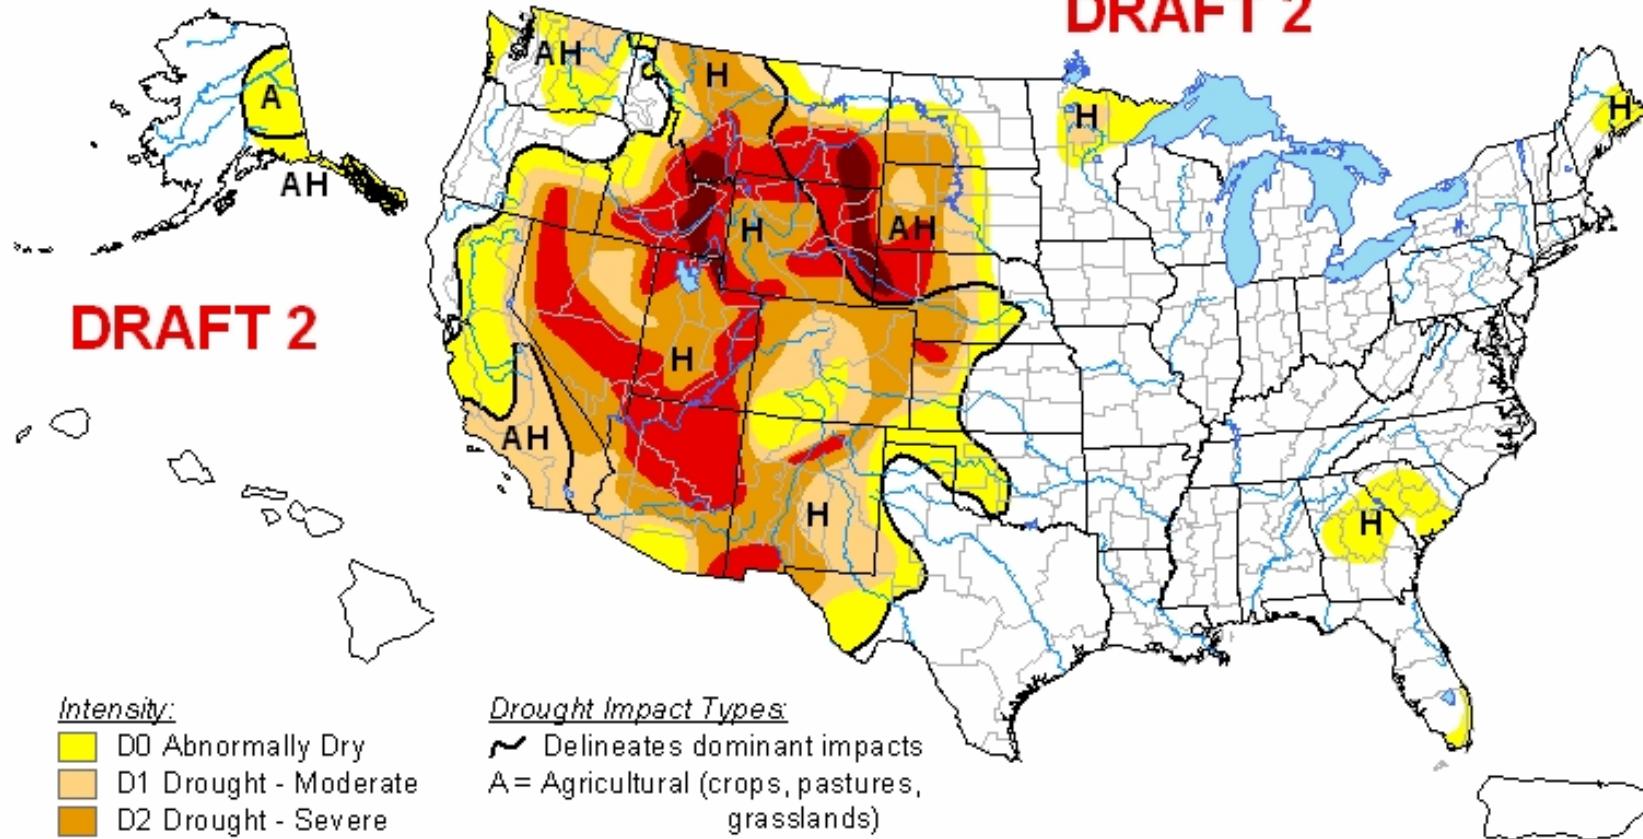 DRAFT 2
A
AH
AH
H
H
H
H
AH
H
DRAFT 2
H
AH
H
H
Intensity:
D0 Abnormally Dry
D1 Drought - Moderate
D2 Drought - Severe
Drought Impact Types:
Delineates dominant impacts
A = Agricultural (crops, pastures,
grasslands)